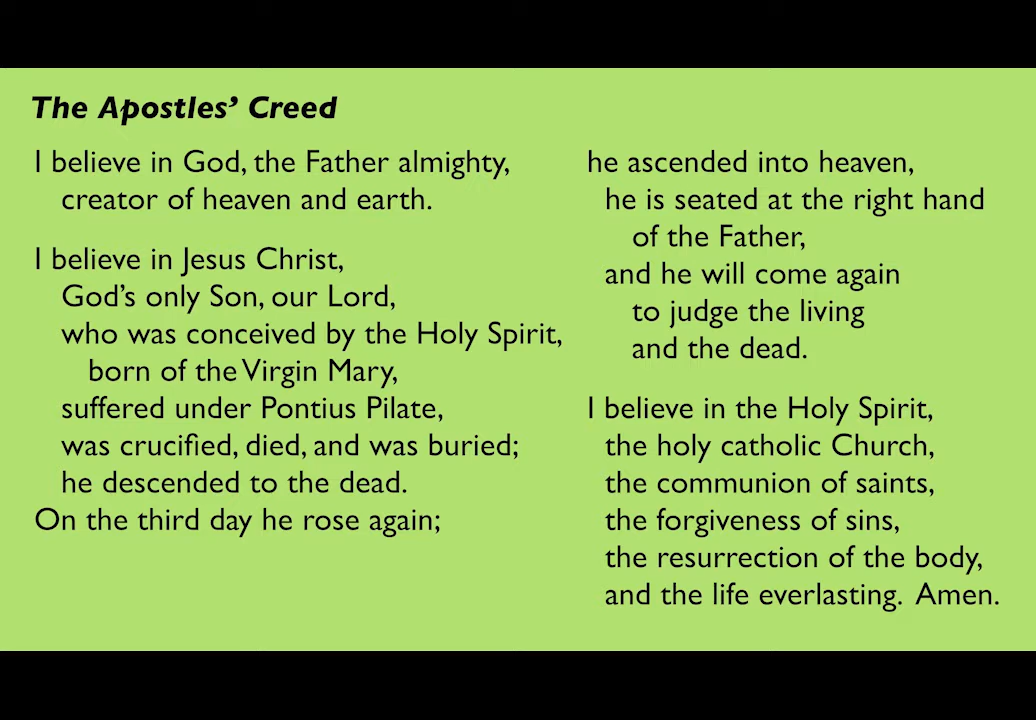 The Apostles’ Creed
I believe in God, the Father almighty,
creator of heaven and earth.
I believe in Jesus Christ,
God’s only Son, our Lord,
who was conceived by the Holy Spirit,
born of the Virgin Mary,
suffered under Pontius Pilate,
was crucified, died, and was buried;
he descended to the dead.
On the third day he rose again;
he ascended into heaven,
he is seated at the right hand
of the Father,
and he will come again
to judge the living
and the dead.
I believe in the Holy Spirit,
the holy catholic Church,
the communion of saints,
the forgiveness of sins,
the resurrection of the body,
and the life everlasting. Amen.